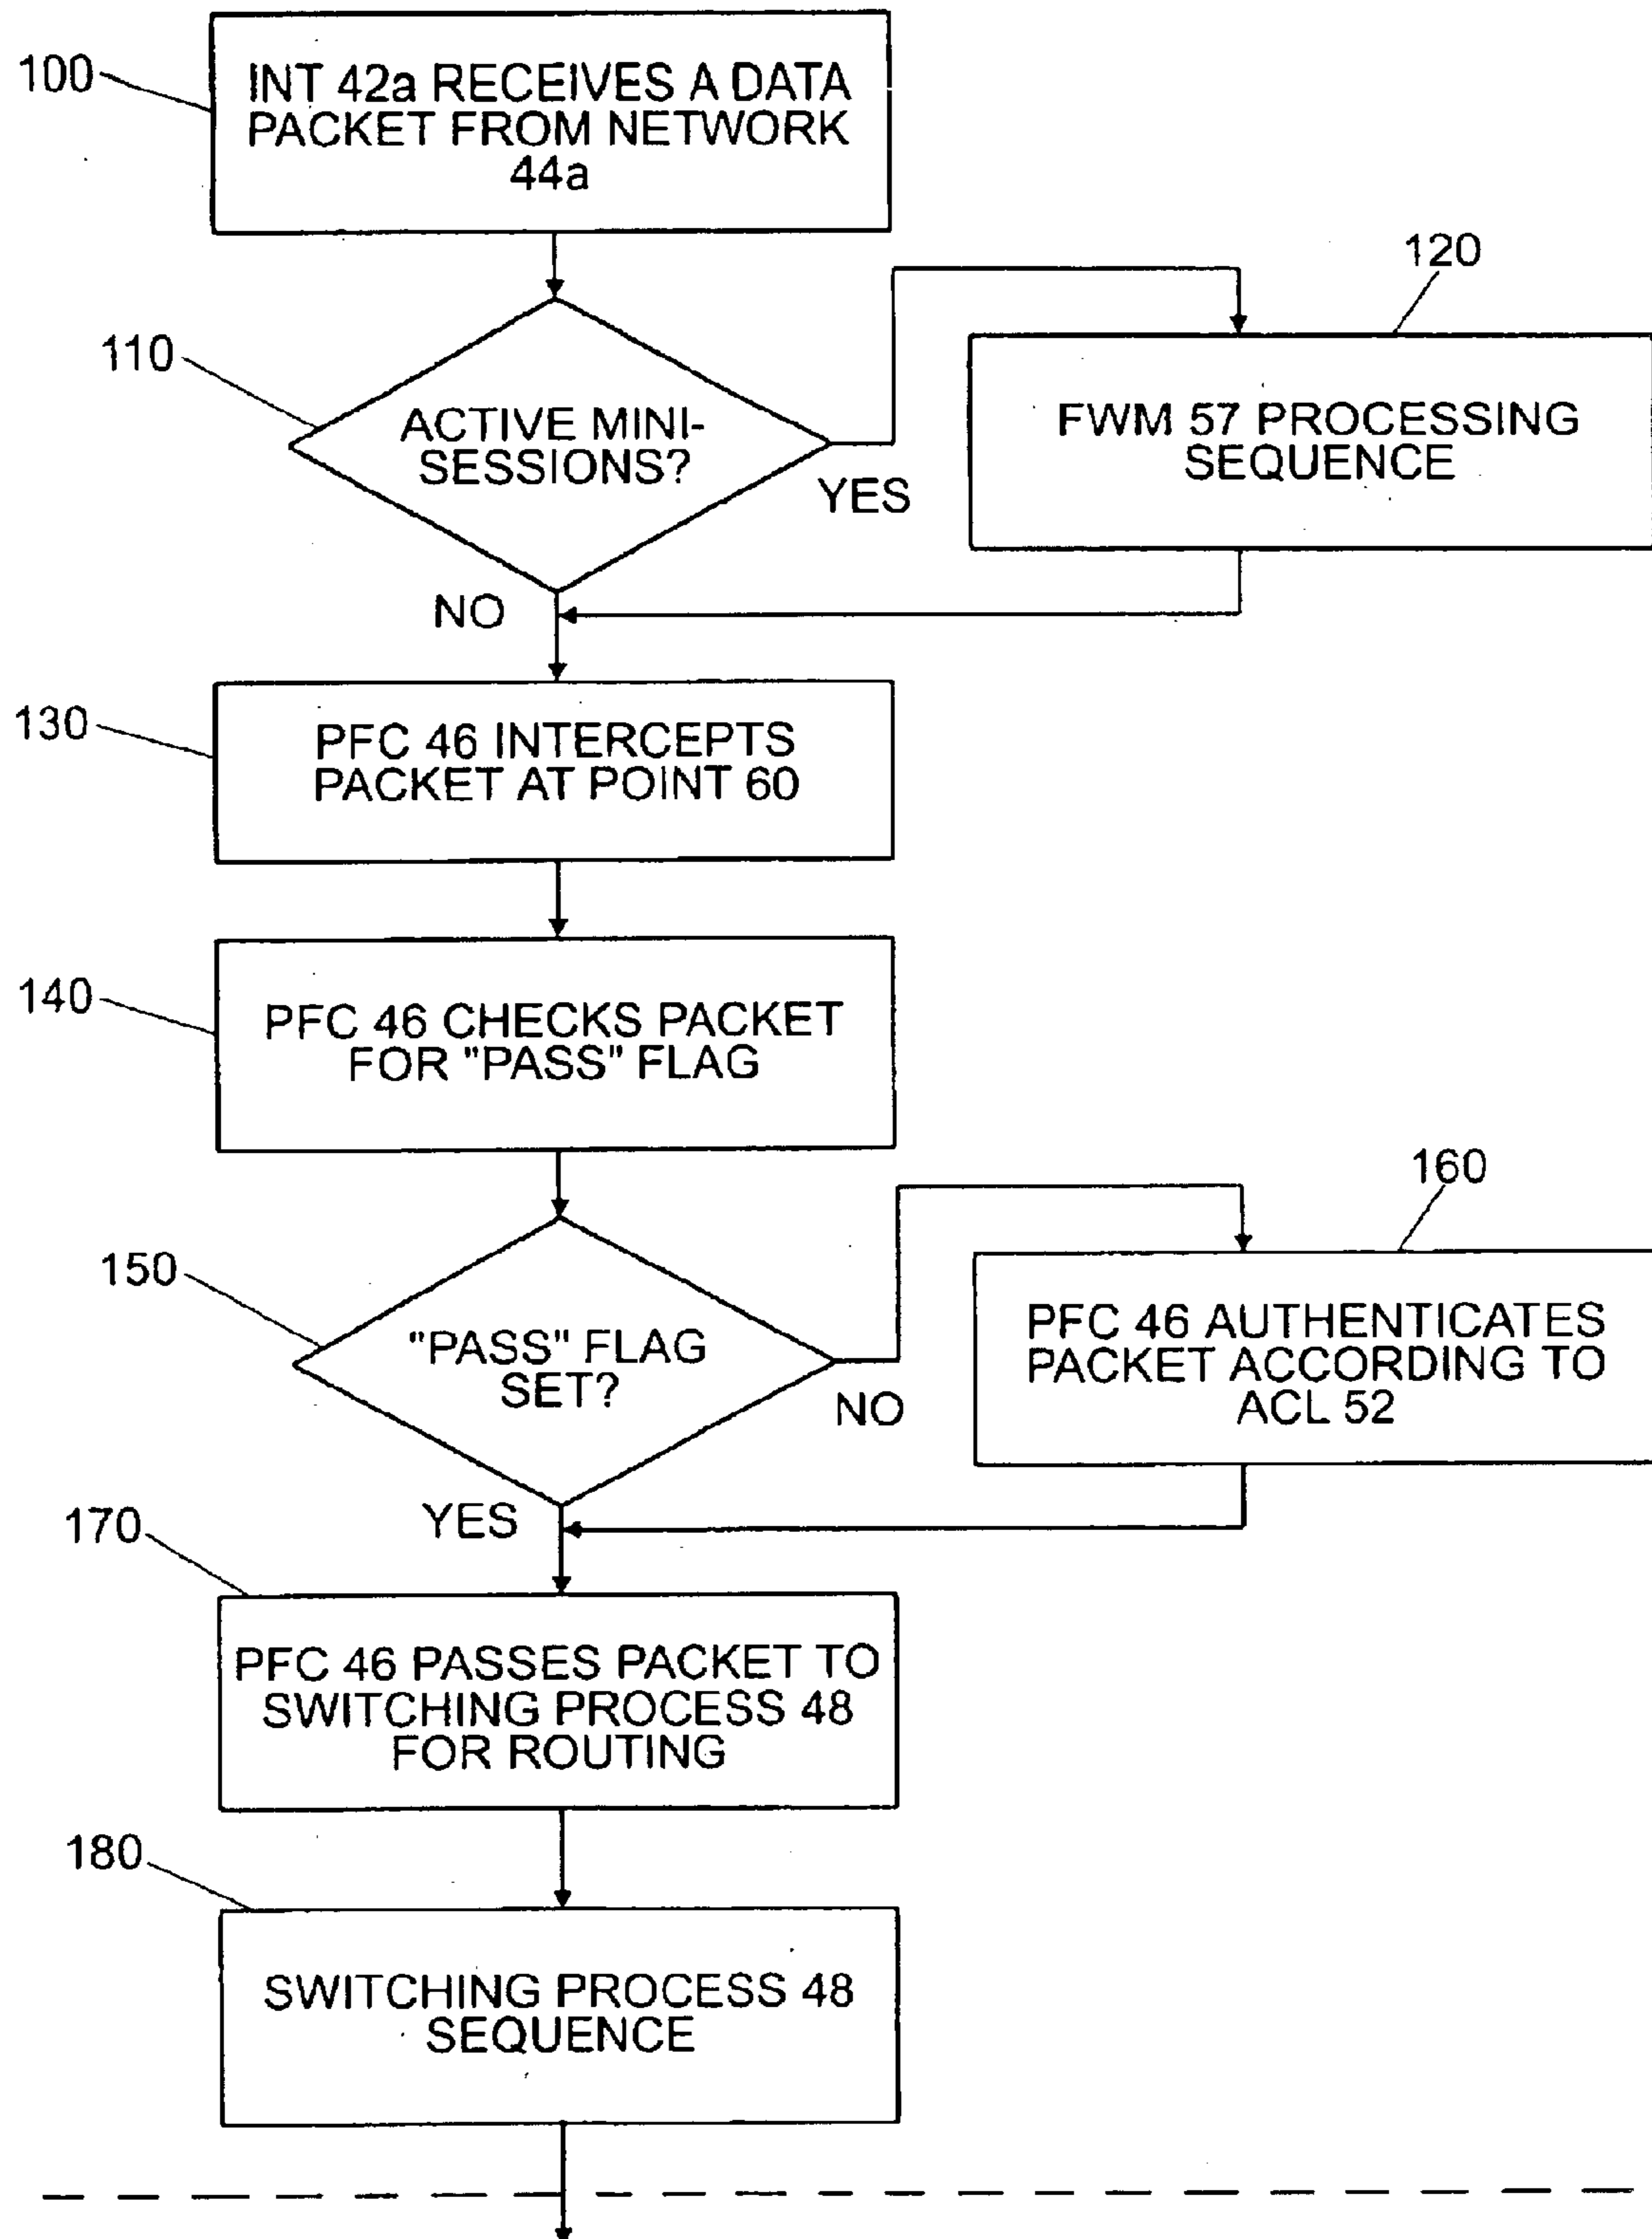 100
INT 42a RECEIVES A DATA
PACKET FROM NETWORK
44a
110
ACTIVE MINI-
SESSIONS?
YES
NO
120
FWM 57 PROCESSING
SEQUENCE
130
PFC 46 INTERCEPTS
PACKET AT POINT 60
140
PFC 46 CHECKS PACKET
FOR "PASS" FLAG
150
"PASS" FLAG
SET?
NO
YES
160
PFC 46 AUTHENTICATES
PACKET ACCORDING TO
ACL 52
170
PFC 46 PASSES PACKET TO
SWITCHING PROCESS 48
FOR ROUTING
180
SWITCHING PROCESS 48
SEQUENCE